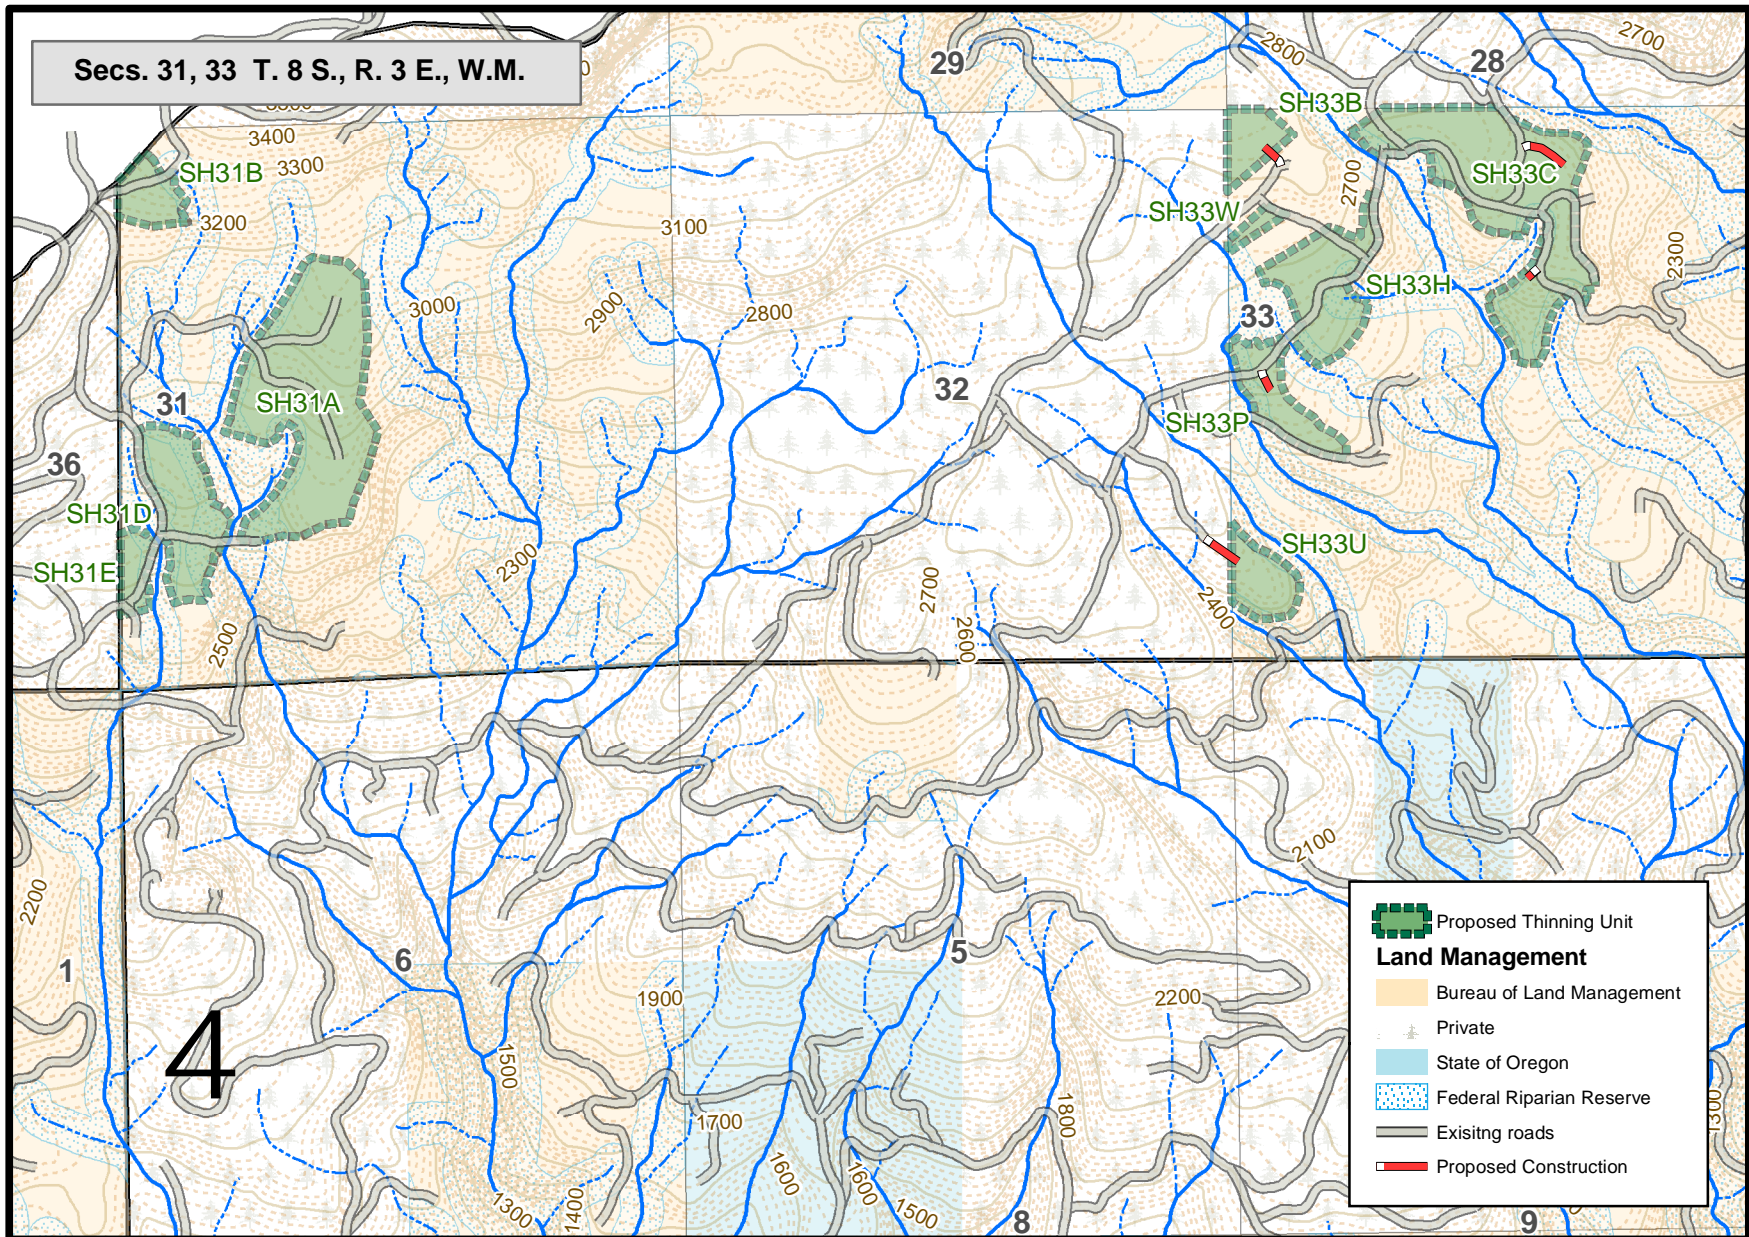 Secs. 31, 33 T. 8 S., R. 3 E., W.M.
29
2800
28
2700
SH33B
3400
3300
SH31B
3200
SH33C
2700
SH33W
3100
2300
SH33H
3000
2900
2800
33
31
SH31A
32
SH33P
36
SH31D
SH33U
SH31E
2300
2700
2400
2500
2600
2100
2200
1
6
5
1900
2200
4
1500
1700
1800
1600
1600
1500
1300
1400
8
9
Proposed Thinning Unit
Land Management
Bureau of Land Management
Private
State of Oregon
Federal Riparian Reserve
Exisitng roads
Proposed Construction